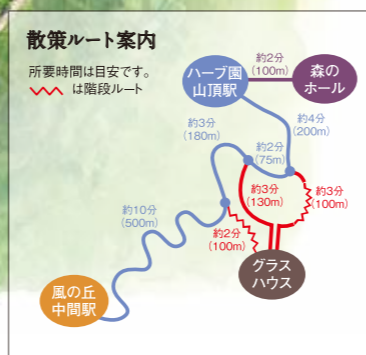 散策ルート案内
所要時間は目安です。
は階段ルート
約2分
(100m)
ハーブ園
山頂駅
森の
ホール
約4分
(200m)
約3分
(180m)
約2分
(75m)
約3分
(130m)
約3分
(100m)
約10分
(500m)
約2分
(100m)
グラス
ハウス
風の丘
中間駅